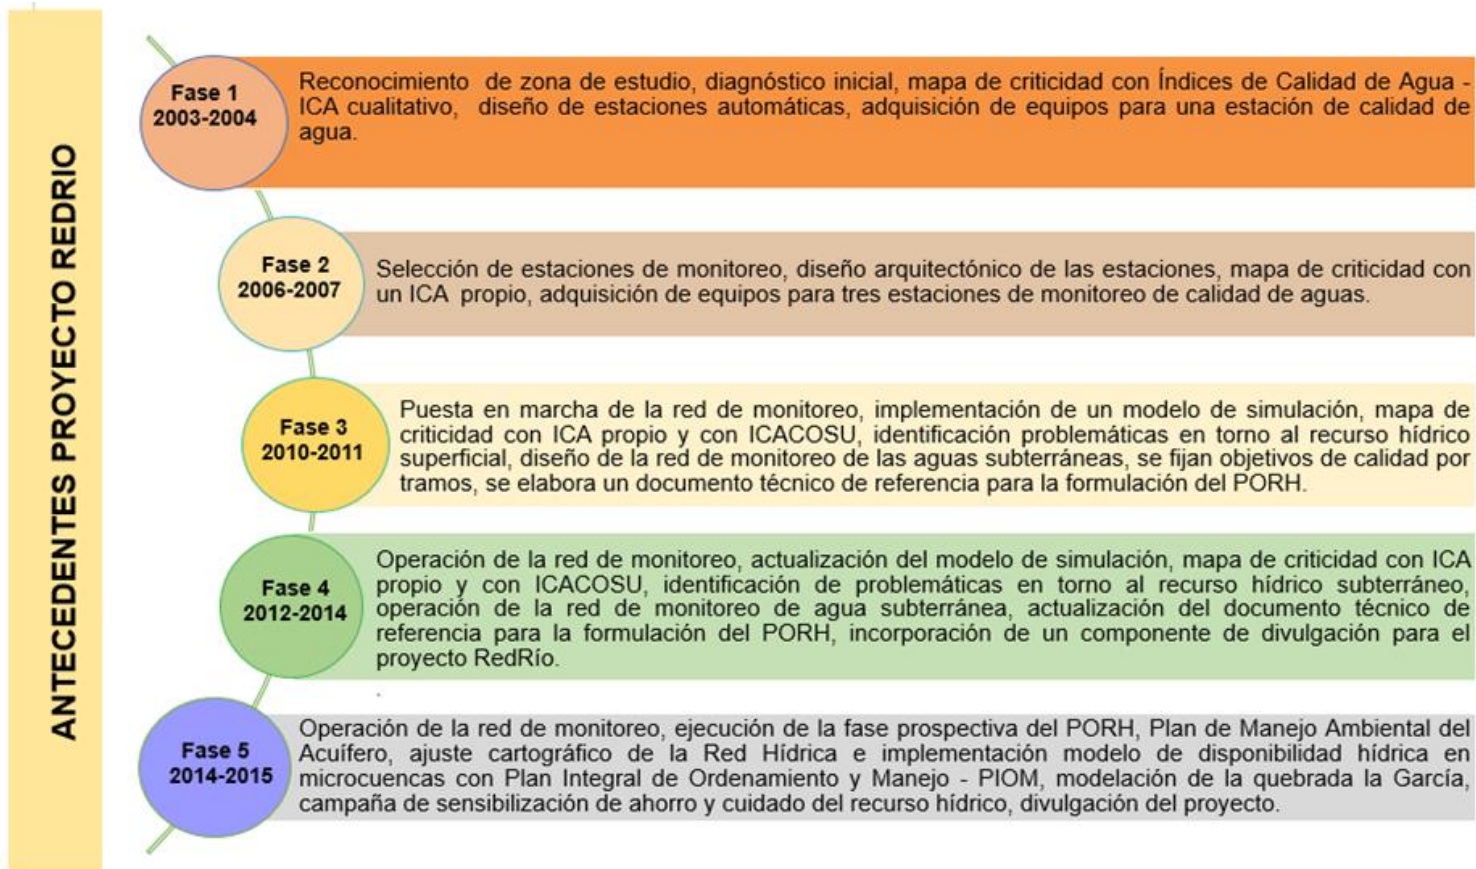 ANTECEDENTES PROYECTO REDRIO
Fase 1
2003-2004
Reconocimiento de zona de estudio, diagnóstico inicial, mapa de criticidad con Índices de Calidad de Agua -
ICA cualitativo, diseño de estaciones automáticas, adquisición de equipos para una estación de calidad de
agua.
Fase 2
2006-2007
Selección de estaciones de monitoreo, diseño arquitectónico de las estaciones, mapa de criticidad con
un ICA propio, adquisición de equipos para tres estaciones de monitoreo de calidad de aguas.
Fase 3
2010-2011
Puesta en marcha de la red de monitoreo, implementación de un modelo de simulación, mapa de
criticidad con ICA propio y con ICACOSU, identificación problemáticas en torno al recurso hídrico
superficial, diseño de la red de monitoreo de las aguas subterráneas, se fijan objetivos de calidad por
tramos, se elabora un documento técnico de referencia para la formulación del PORH.
Fase 4
2012-2014
Operación de la red de monitoreo, actualización del modelo de simulación, mapa de criticidad con ICA
propio y con ICACOSU, identificación de problemáticas en torno al recurso hídrico subterráneo,
operación de la red de monitoreo de agua subterránea, actualización del documento técnico de
referencia para la formulación del PORH, incorporación de un componente de divulgación para el
proyecto RedRío.
Fase 5
2014-2015
Operación de la red de monitoreo, ejecución de la fase prospectiva del PORH, Plan de Manejo Ambiental del
Acuífero, ajuste cartográfico de la Red Hídrica e implementación modelo de disponibilidad hídrica en
microcuencas con Plan Integral de Ordenamiento y Manejo - PIOM, modelación de la quebrada la García,
campaña de sensibilización de ahorro y cuidado del recurso hídrico, divulgación del proyecto.